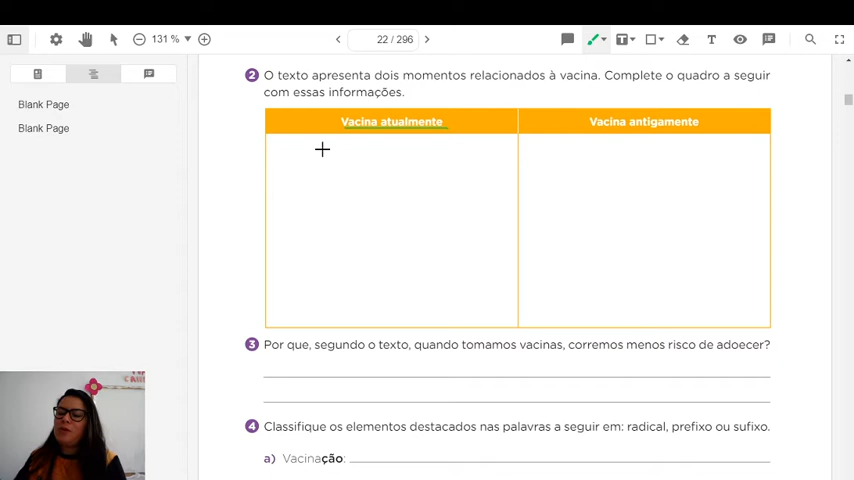 131 %
22 / 296
Blank Page
Blank Page
2 O texto apresenta dois momentos relacionados à vacina. Complete o quadro a seguir
com essas informações.
Vacina atualmente
Vacina antigamente
3 Por que, segundo o texto, quando tomamos vacinas, corremos menos risco de adoecer?
4 Classifique os elementos destacados nas palavras a seguir em: radical, prefixo ou sufixo.
a) Vacinação: